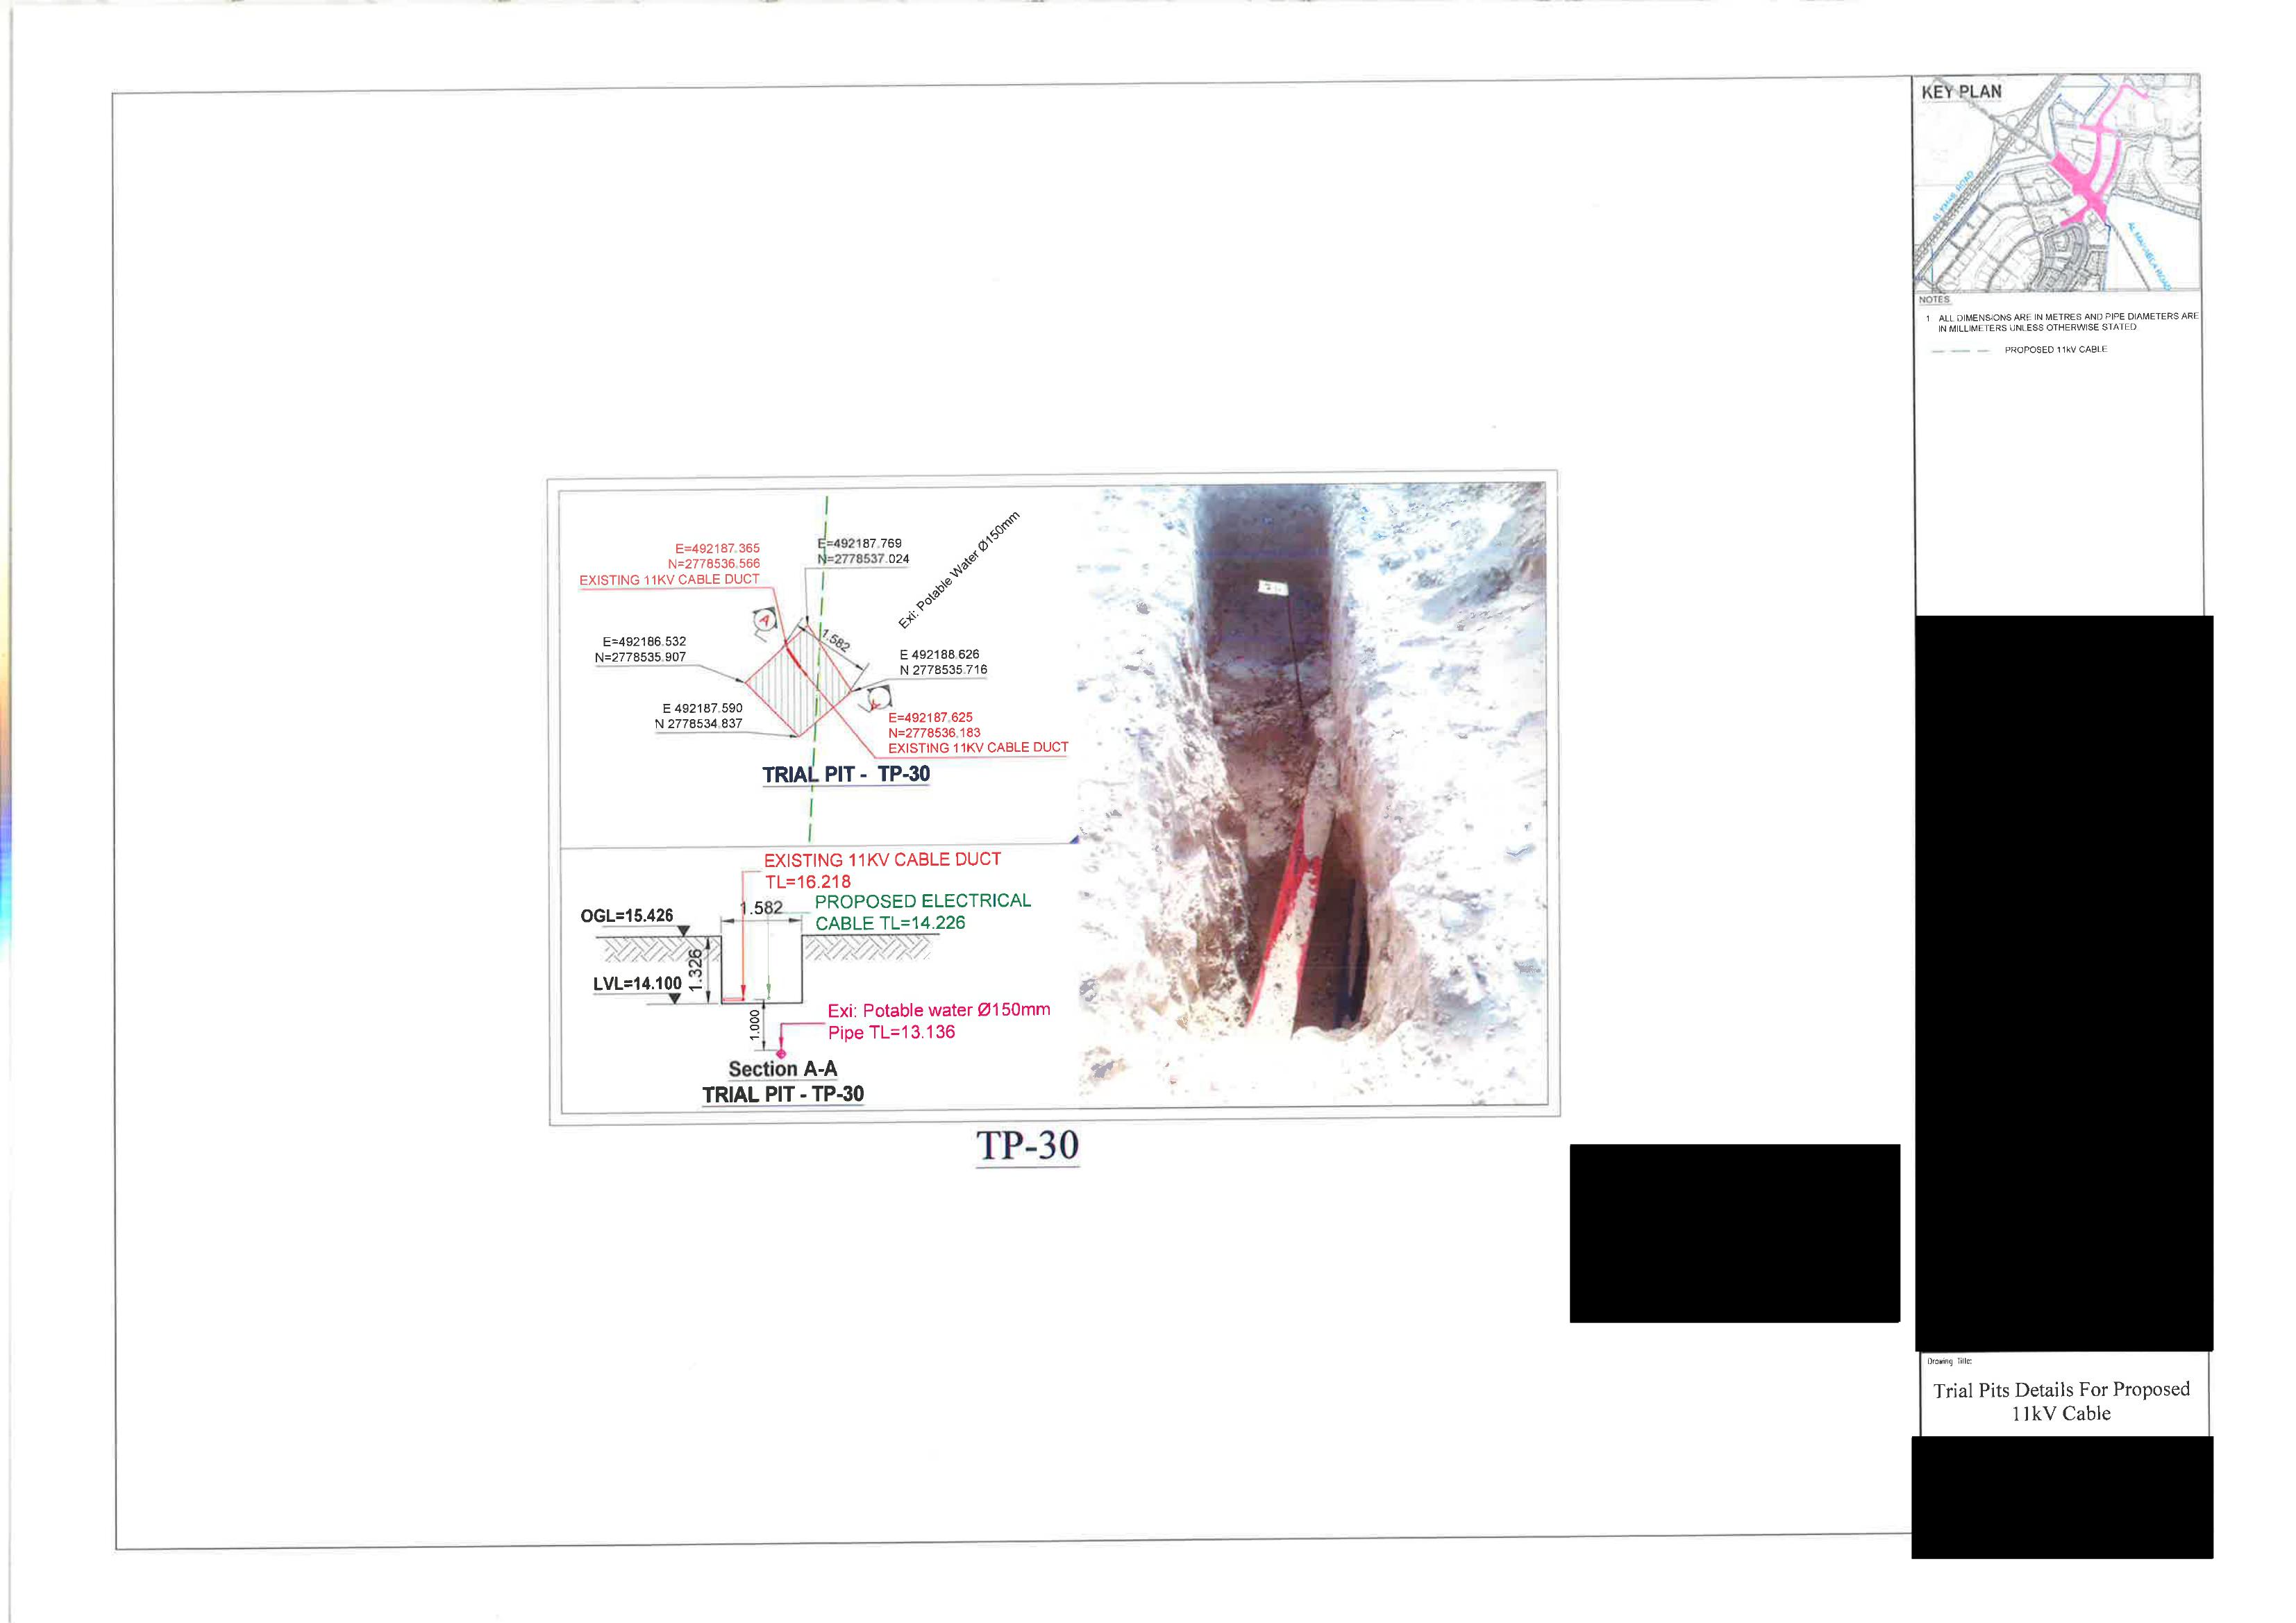 KEY PLAN
AL MANABLA ROAD
NOTES
1 ALL DIMENSIONS ARE IN METRES AND PIPE DIAMETERS ARE
IN MILLIMETERS UNLESS OTHERWISE STATED
PROPOSED 11kV CABLE
E=492187.365
N=2778536.566
EXISTING 11KV CABLE DUCT
E=492187.769
N=2778537.024
Exi: Potable Water Ø150mm
A
1.582
E=492186.532
N=2778535.907
E 492188.626
N 2778535.716
E 492187.590
N 2778534.837
E=492187.625
N=2778536.183
EXISTING 11KV CABLE DUCT
TRIAL PIT - TP-30
EXISTING 11KV CABLE DUCT
TL=16.218
PROPOSED ELECTRICAL
CABLE TL=14.226
1.582
OGL=15.426
1.326
LVL=14.100
1.000
Exi: Potable water Ø150mm
Pipe TL=13.136
Section A-A
TRIAL PIT - TP-30
TP-30
Drawing Title:
Trial Pits Details For Proposed
11kV Cable